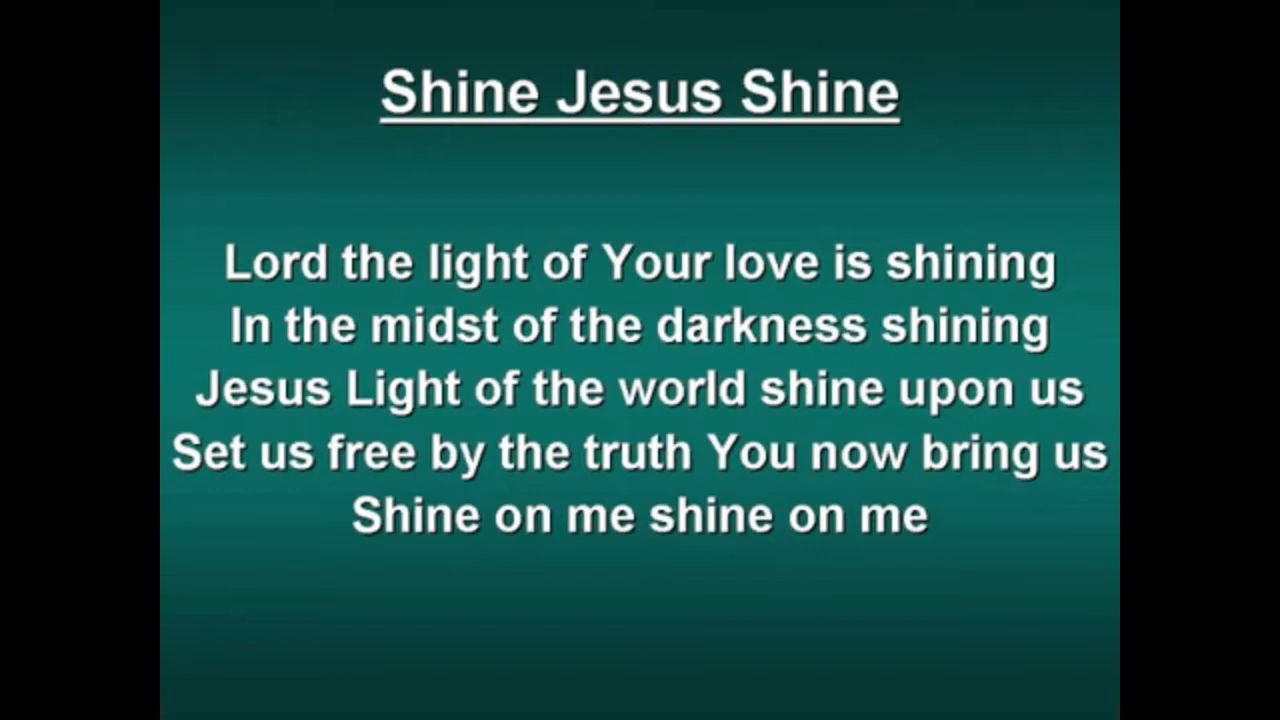 Shine Jesus Shine
Lord the light of Your love is shining
In the midst of the darkness shining
Jesus Light of the world shine upon us
Set us free by the truth You now bring us
Shine on me shine on me